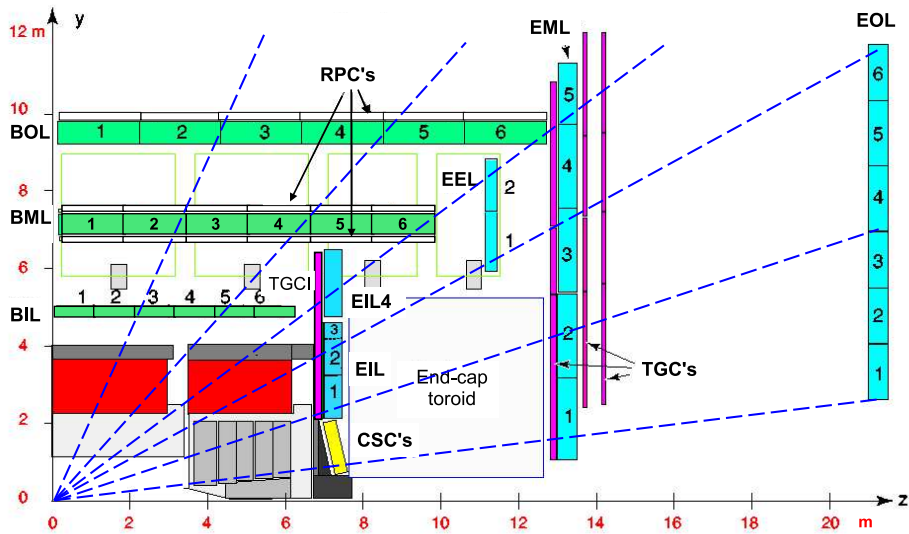 y
12 m
EML
EOL
RPC's
6
5
10
BOL 1 2 3 4 5 6
5
4
EEL
8
2
4
BML 1 2 3 4 5 6
1
3
3
6
TGCI
1 2 3 4 5 6
EIL4
BIL
2
3
2
4
TGC's
2
EIL
End-cap
toroid
1
1
1
2
CSC's
0
z
0 2 4 6 8 10 12 14 16 18 20 m